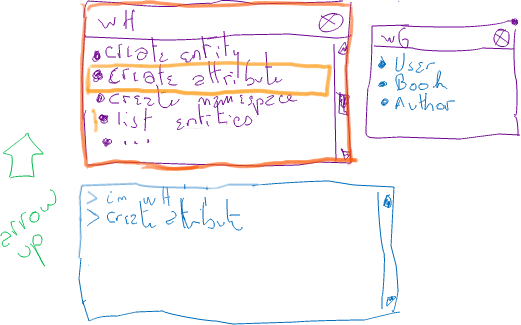 WH
create entity
create attribute
create namespace
list entities
...
WG
User
Book
Author
> im WH
> create attribute
arrow
up